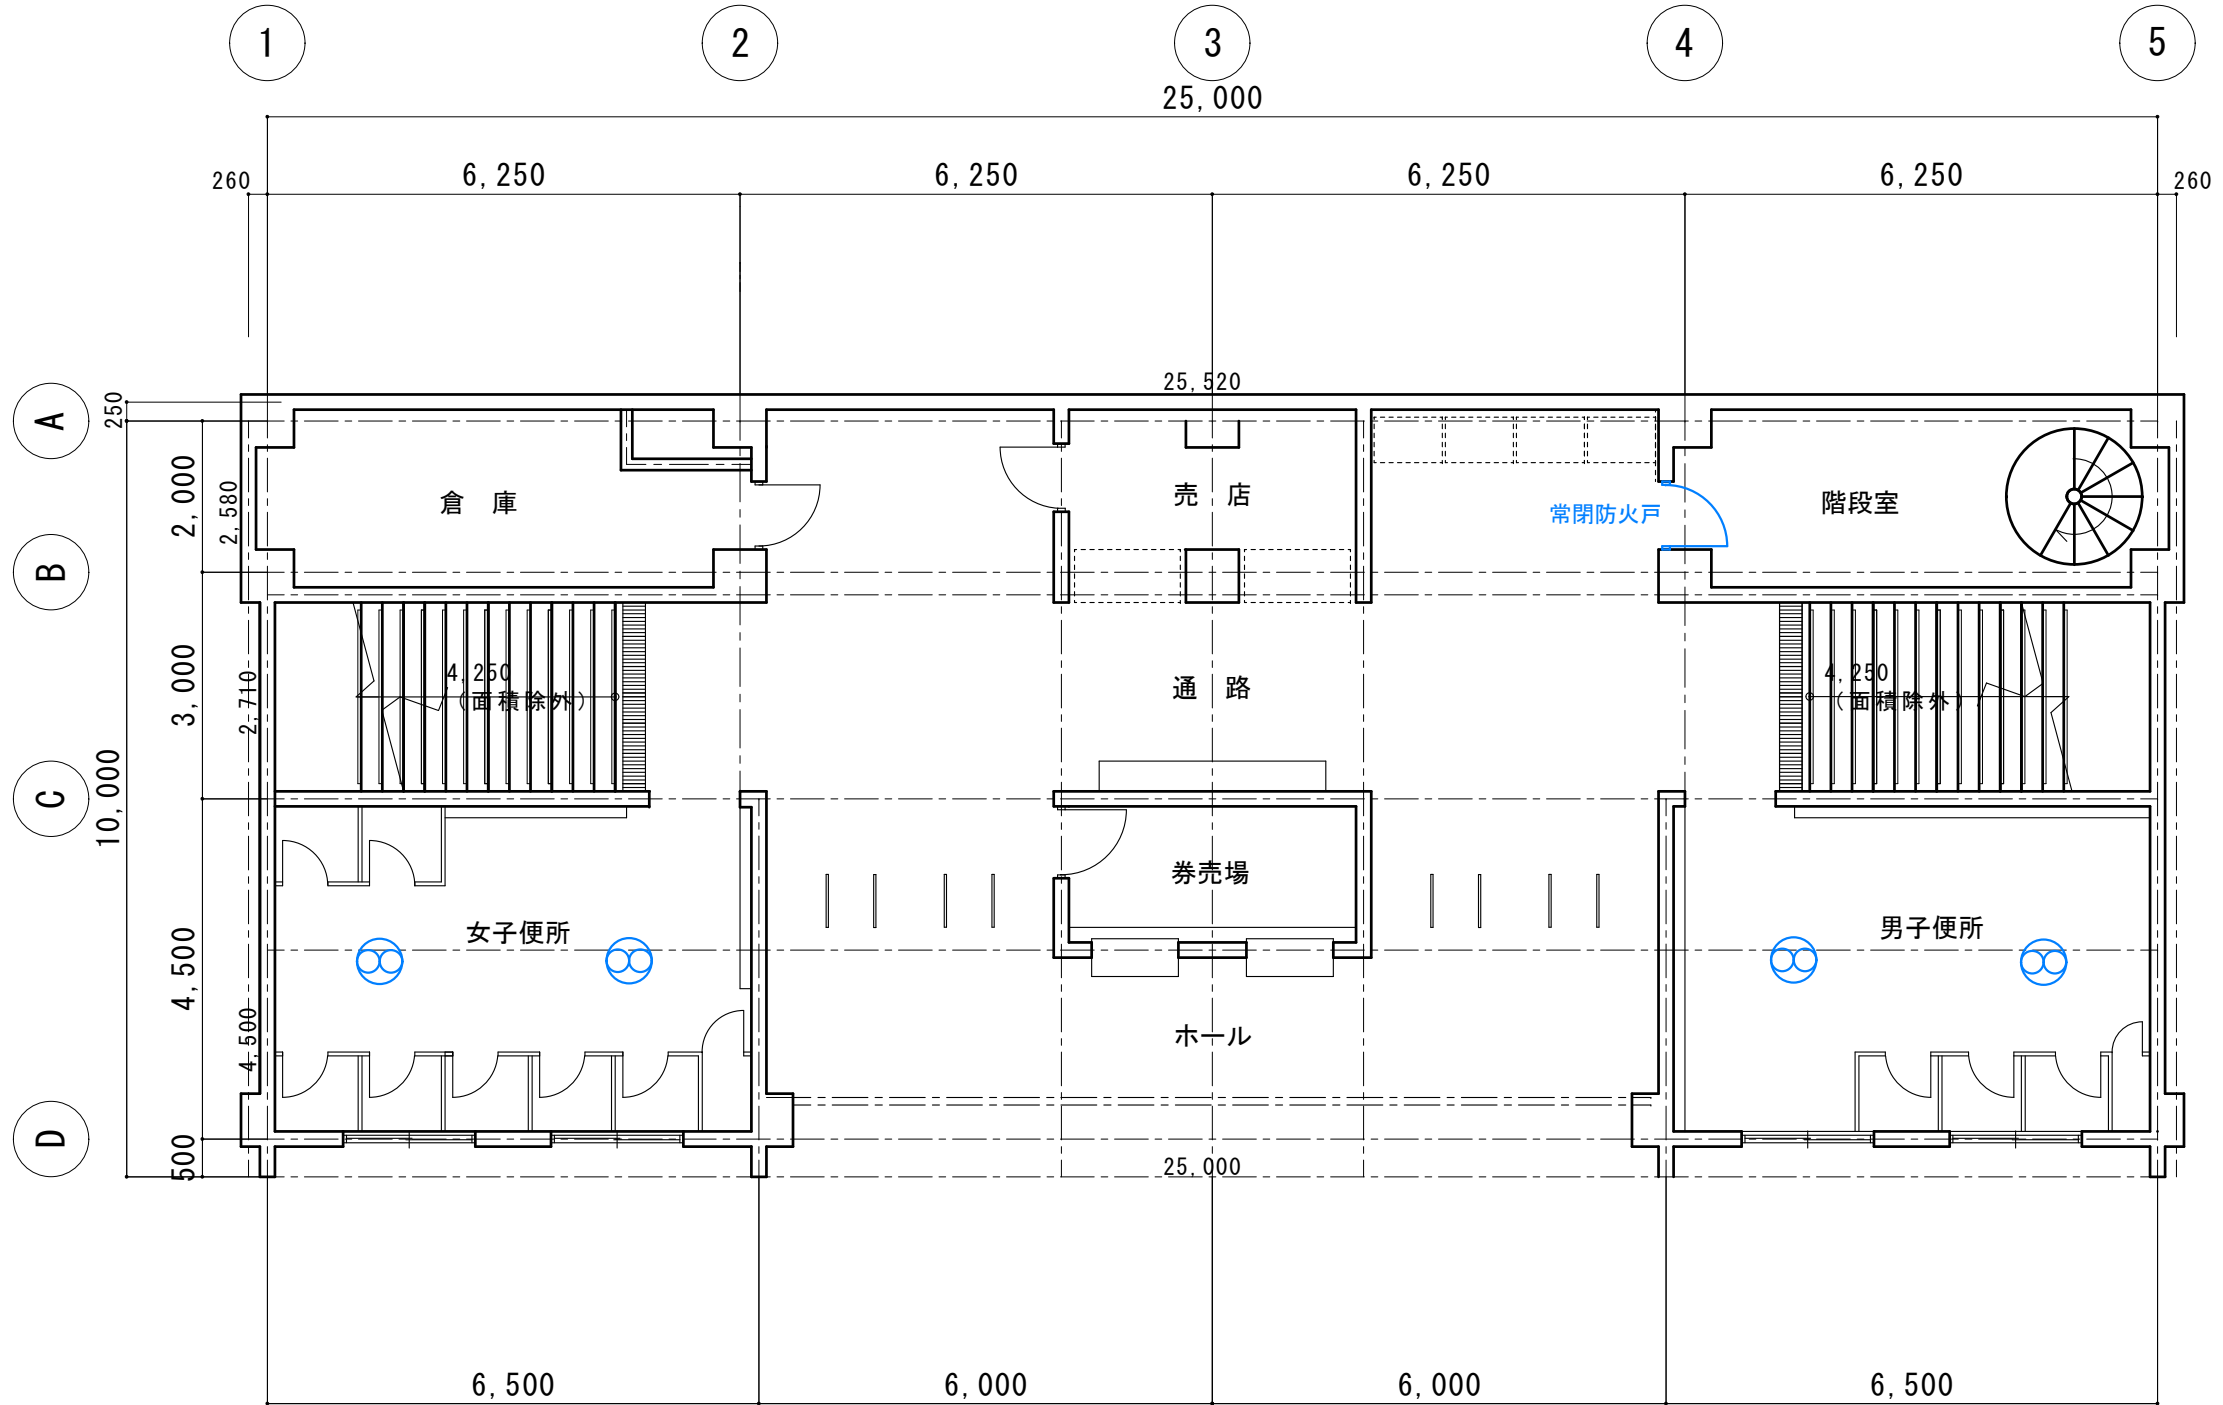 1
2
3
4
5
25,000
260
6,250
6,250
6,250
6,250
260
25,520
A
250
2,000
2,580
倉　庫
売　店
常閉防火戸
階段室
B
3,000
2,710
4,250
（面積除外）
通　路
4,250
（面積除外）
10,000
C
券売場
女子便所
男子便所
4,500
4,500
ホール
D
500
25,000
6,500
6,000
6,000
6,500